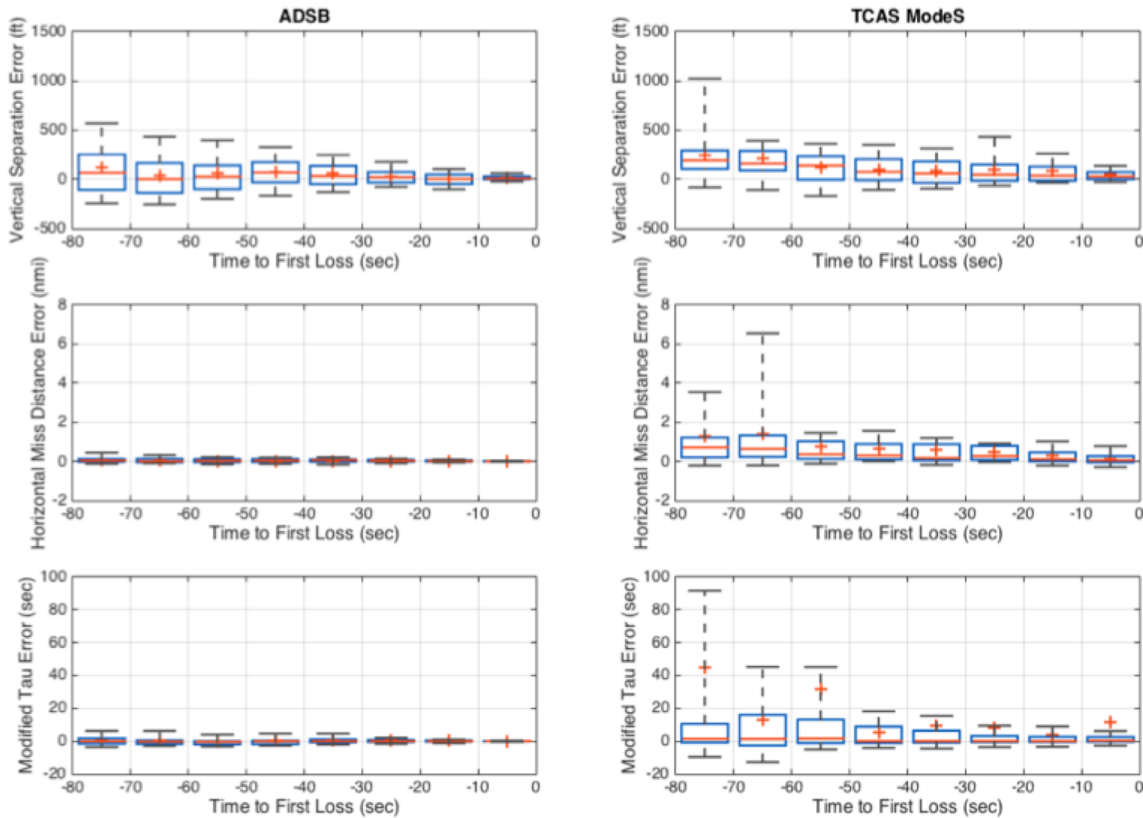 ADSB
Vertical Separation Error (ft)
1500
1000
500
0
-500
-80 -70 -60 -50 -40 -30 -20 -10 0
Time to First Loss (sec)
TCAS ModeS
Vertical Separation Error (ft)
1500
1000
500
0
-500
-80 -70 -60 -50 -40 -30 -20 -10 0
Time to First Loss (sec)
Horizontal Miss Distance Error (nmi)
8
6
4
2
0
-2
-80 -70 -60 -50 -40 -30 -20 -10 0
Time to First Loss (sec)
Horizontal Miss Distance Error (nmi)
8
6
4
2
0
-2
-80 -70 -60 -50 -40 -30 -20 -10 0
Time to First Loss (sec)
Modified Tau Error (sec)
100
80
60
40
20
0
-20
-80 -70 -60 -50 -40 -30 -20 -10 0
Time to First Loss (sec)
Modified Tau Error (sec)
100
80
60
40
20
0
-20
-80 -70 -60 -50 -40 -30 -20 -10 0
Time to First Loss (sec)